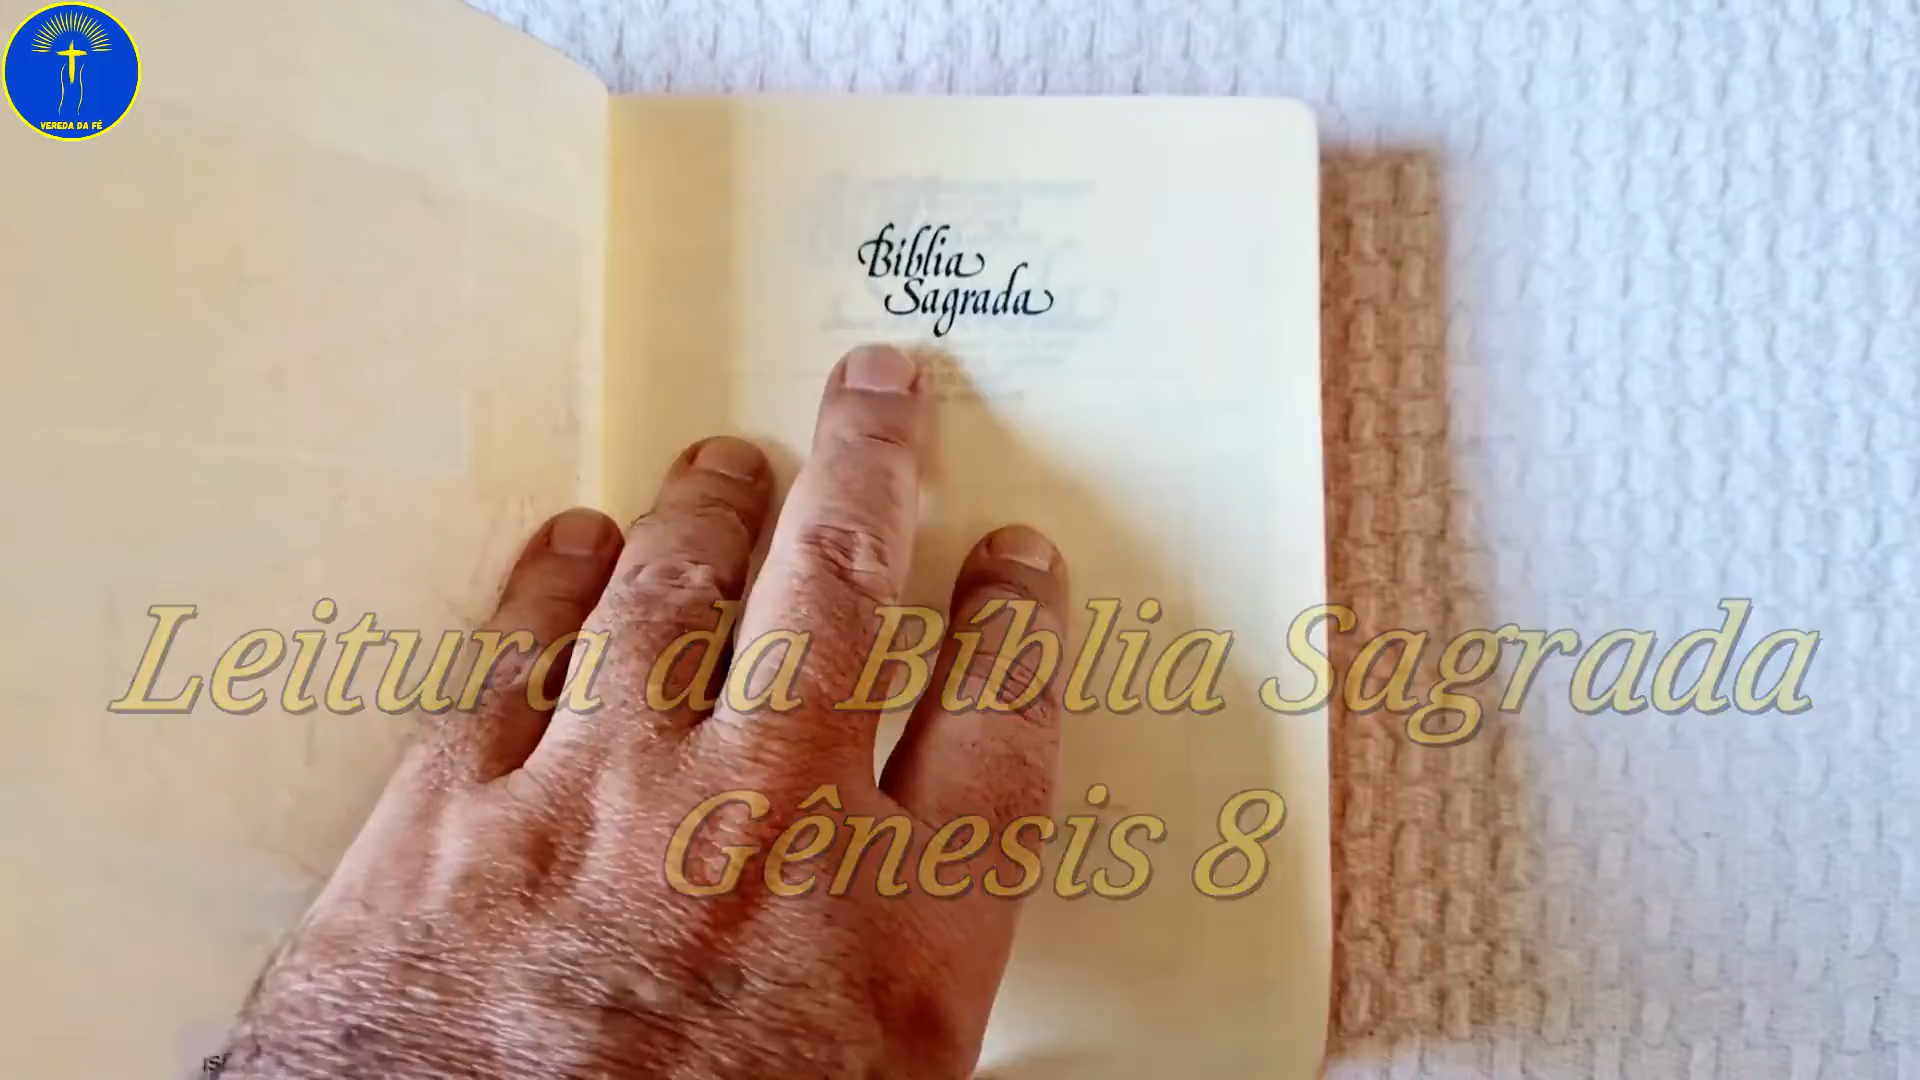 VEREDA DA FÉ
Bíblia
Sagrada
Leitura da Bíblia Sagrada
Gênesis 8